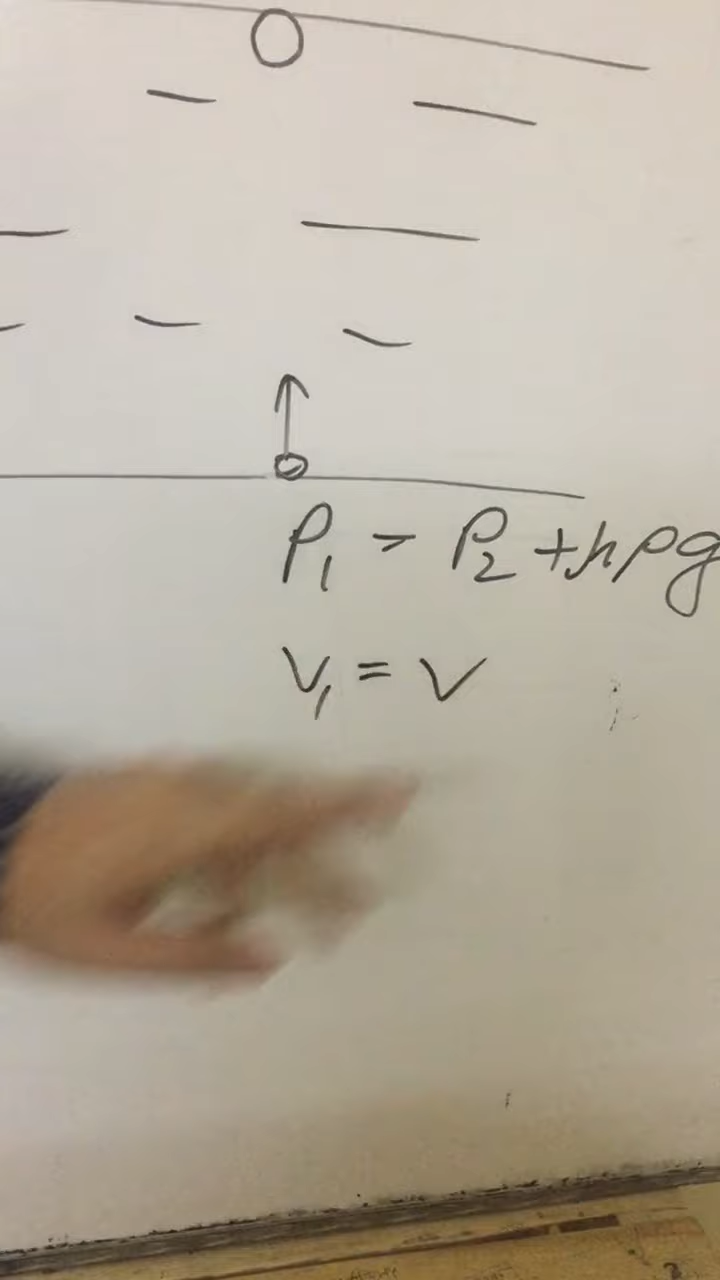 P₁ = P₂ + hρg
V₁ = V